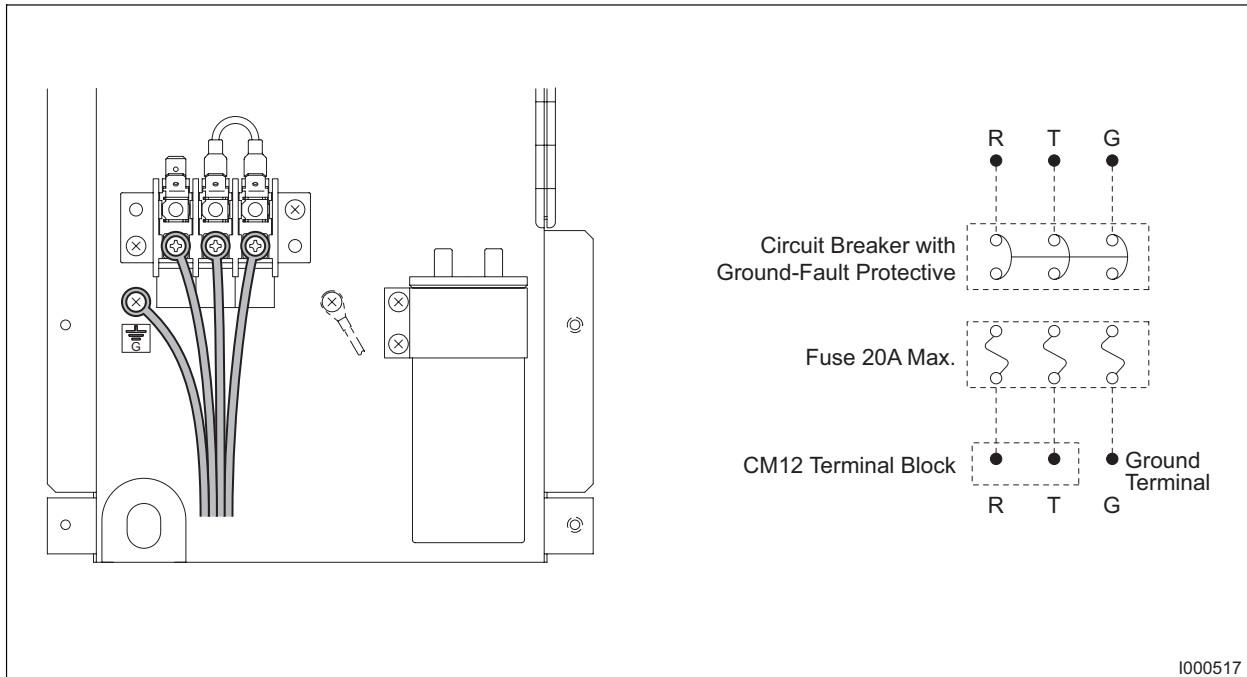 R T G
Circuit Breaker with
Ground-Fault Protective
Fuse 20A Max.
CM12 Terminal Block
Ground
Terminal
R T G
G
I000517